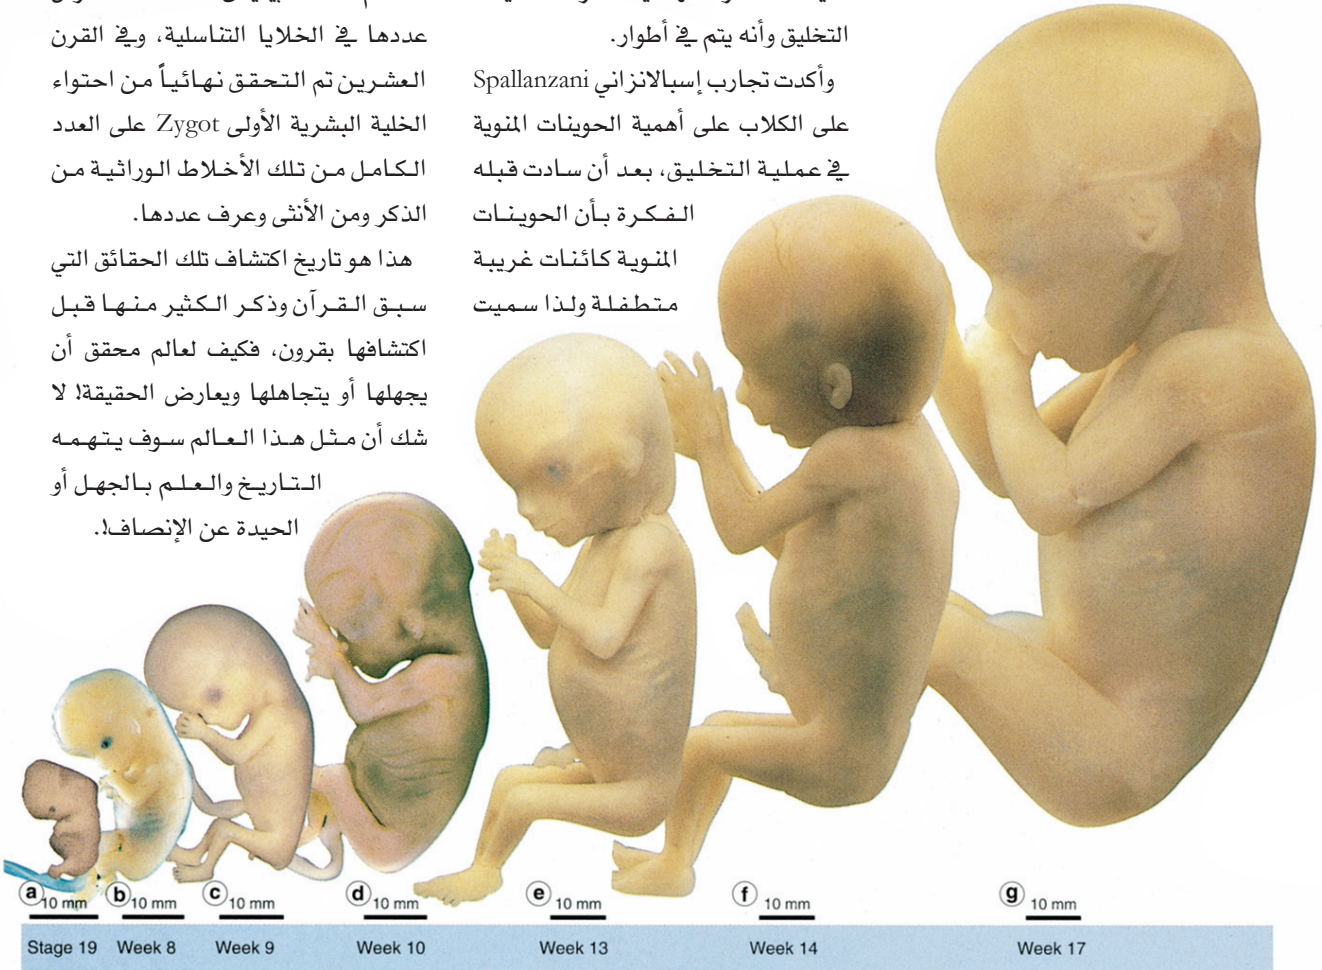 التخليق وأنه يتم في أطوار.
وأكدت تجارب إسبالانزاني Spallanzani
على الكلاب على أهمية الحوينات المنوية
في عملية التخليق، بعد أن سادت قبله
الفكرة بأن الحوينات
المنوية كائنات غريبة
متطفلة ولذا سميت
عددها في الخلايا التناسلية، وفي القرن
العشرين تم التحقق نهائياً من احتواء
الخلية البشرية الأولى Zygot على العدد
الكامل من تلك الأخلاط الوراثية من
الذكر ومن الأنثى وعرف عددها.
هذا هو تاريخ اكتشاف تلك الحقائق التي
سبق القرآن وذكر الكثير منها قبل
اكتشافها بقرون، فكيف لعالم محقق أن
يجهلها أو يتجاهلها ويعارض الحقيقة! لا
شك أن مثل هذا العالم سوف يتهمه
التاريخ والعلم بالجهل أو
الحيدة عن الإنصاف!.
a 10 mm b 10 mm c 10 mm d 10 mm e 10 mm f 10 mm g 10 mm
Stage 19 Week 8 Week 9 Week 10 Week 13 Week 14 Week 17